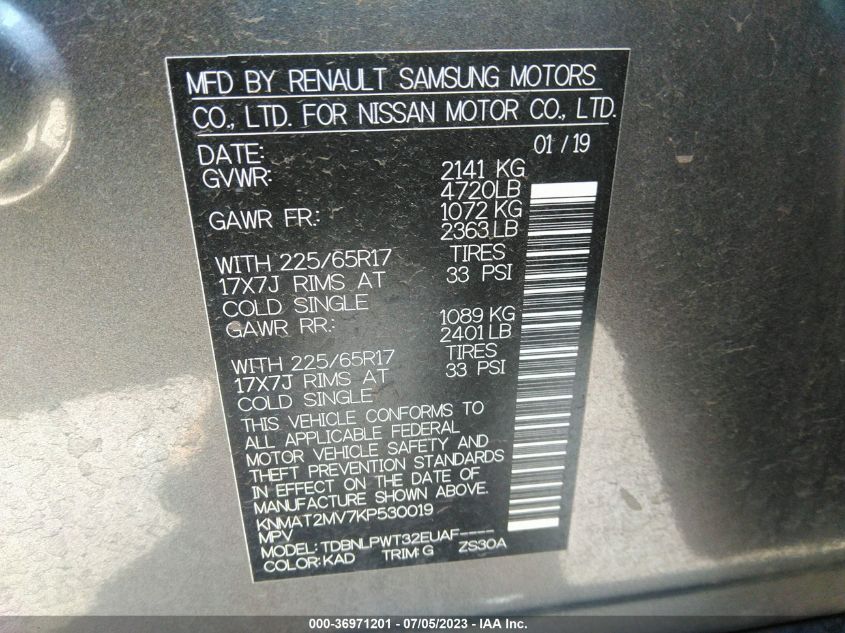 MFD BY RENAULT SAMSUNG MOTORS
CO., LTD. FOR NISSAN MOTOR CO., LTD.
DATE: 01 / 19
GVWR: 2141 KG
4720LB
GAWR FR.: 1072 KG
2363LB
WITH 225/65R17 TIRES
17X7J RIMS AT 33 PSI
COLD SINGLE
GAWR RR.: 1089 KG
2401LB
WITH 225/65R17 TIRES
17X7J RIMS AT 33 PSI
COLD SINGLE
THIS VEHICLE CONFORMS TO
ALL APPLICABLE FEDERAL
MOTOR VEHICLE SAFETY AND
THEFT PREVENTION STANDARDS
IN EFFECT ON THE DATE OF
MANUFACTURE SHOWN ABOVE.
KNMAT2MV7KP530019
MPV
MODEL: TDBNLPWT32EUAF----
COLOR: KAD TRIM: G ZS30A
000-36971201 - 07/05/2023 - IAA Inc.